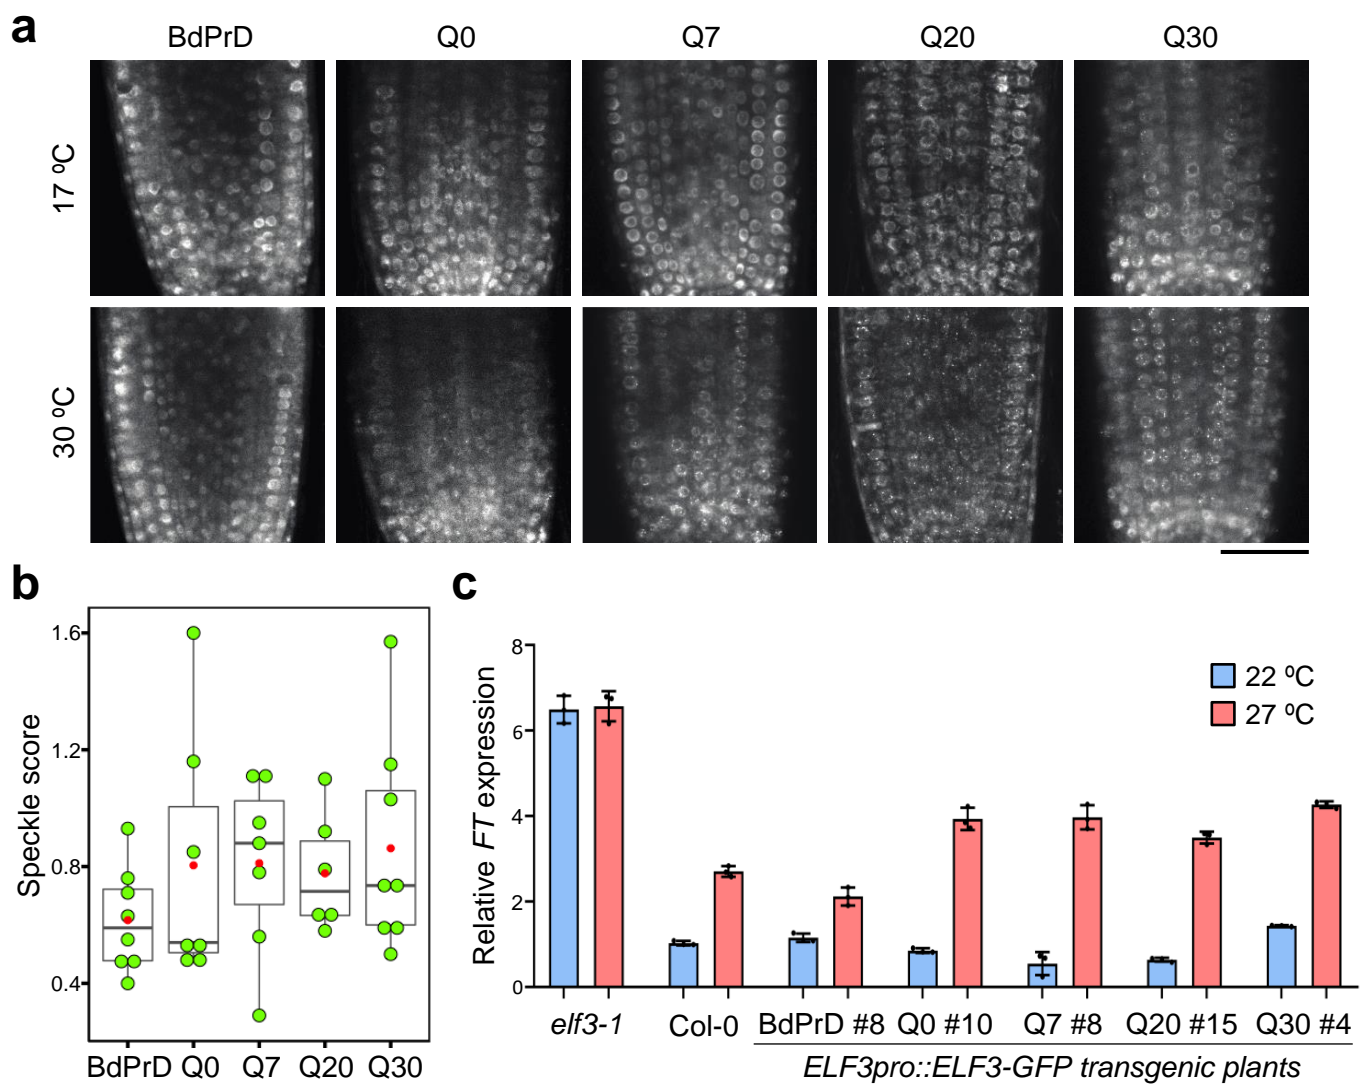 a
BdPrD Q0 Q7 Q20 Q30
17 ºC
30 ºC
b
Speckle score
1.6
1.2
0.8
0.4
BdPrD Q0 Q7 Q20 Q30
c
Relative FT expression
8
6
4
2
0
22 ºC
27 ºC
elf3-1 Col-0 BdPrD #8 Q0 #10 Q7 #8 Q20 #15 Q30 #4
ELF3pro::ELF3-GFP transgenic plants